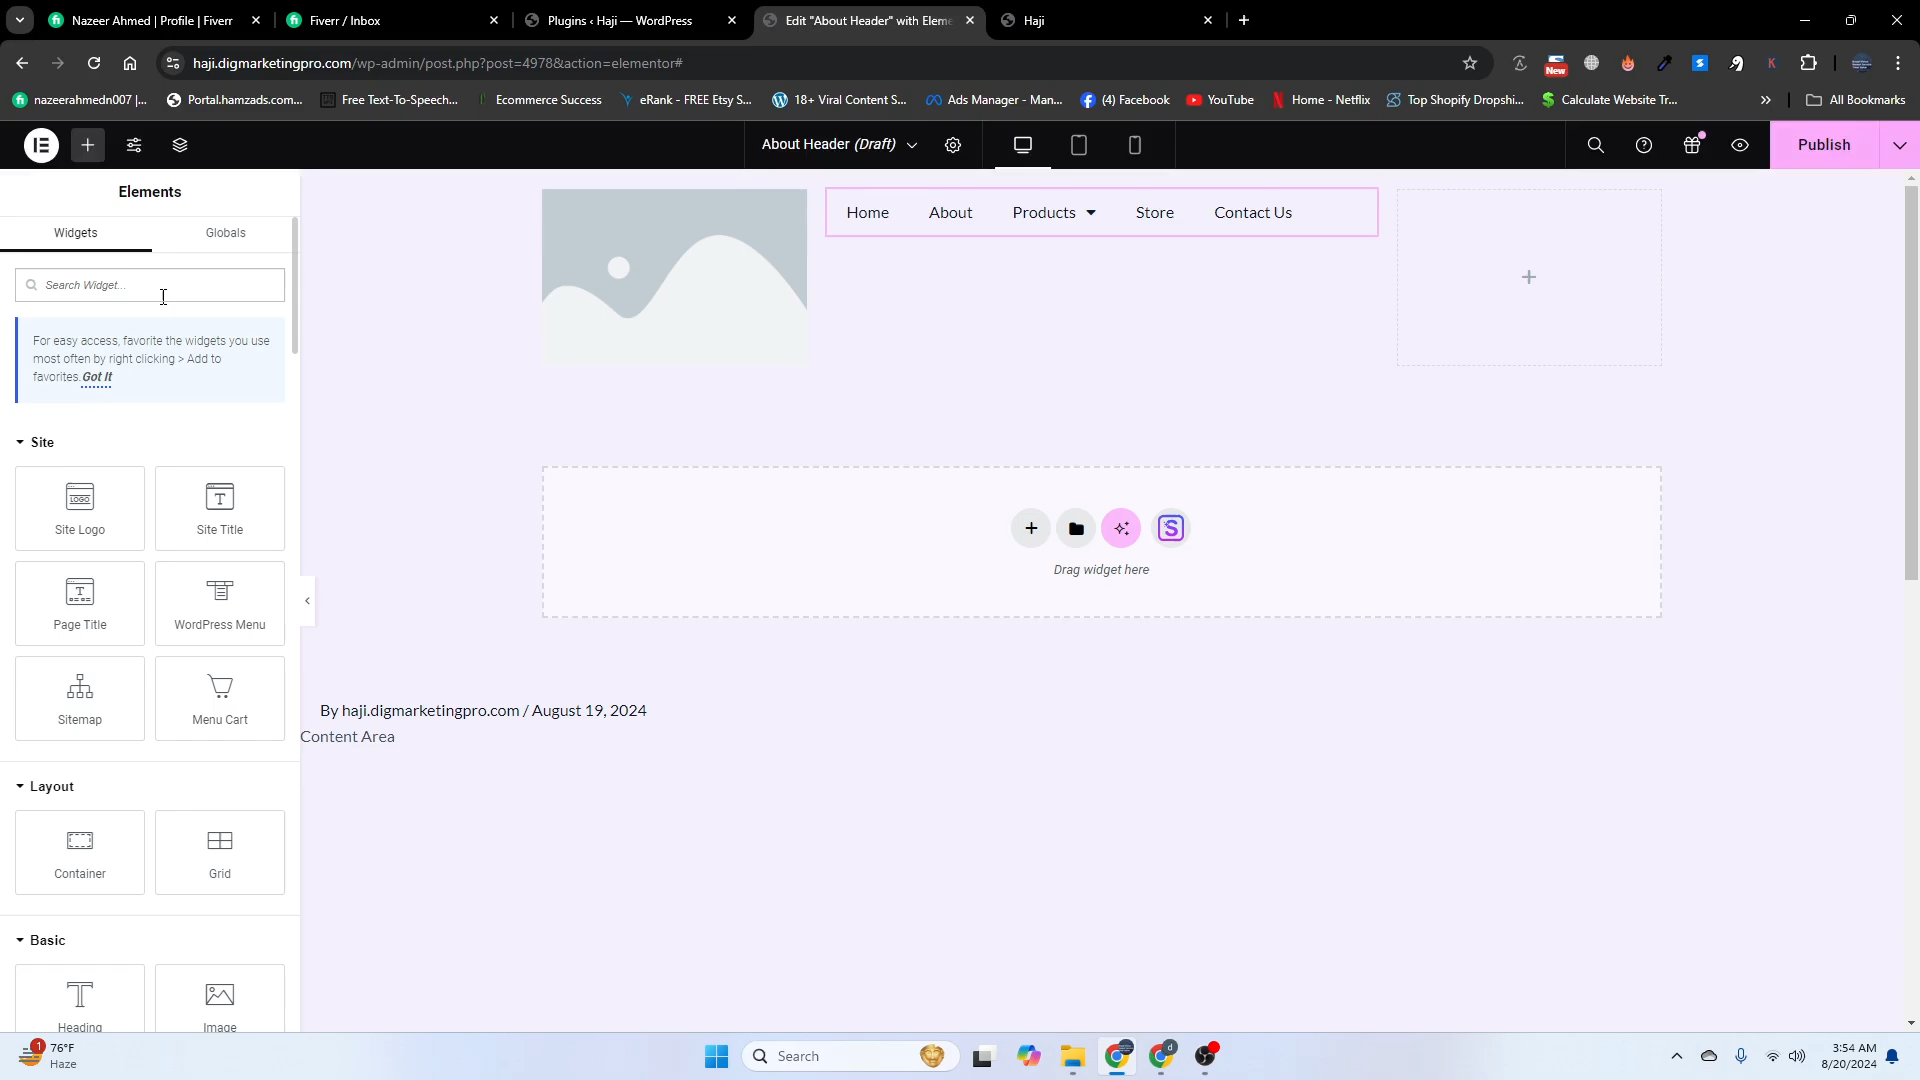 Nazeer Ahmed | Profile | Fiverr
Fiverr / Inbox
Plugins ‹ Haji — WordPress
Edit "About Header" with Eleme
Haji
haji.digmarketingpro.com/wp-admin/post.php?post=4978&action=elementor#
New
nazeerahmedn007 |...
Portal.hamzads.com...
Free Text-To-Speech...
Ecommerce Success
eRank - FREE Etsy S...
18+ Viral Content S...
Ads Manager - Man...
(4) Facebook
YouTube
Home - Netflix
Top Shopify Dropshi...
Calculate Website Tr...
All Bookmarks
About Header (Draft)
Publish
Elements
Widgets
Globals
Search Widget...
For easy access, favorite the widgets you use
most often by right clicking > Add to
favorites. Got It
Site
LOGO
Site Logo
Site Title
Page Title
WordPress Menu
Sitemap
Menu Cart
Layout
Container
Grid
Basic
Heading
Image
Home
About
Products
Store
Contact Us
Drag widget here
By haji.digmarketingpro.com / August 19, 2024
Content Area
1
76°F
Haze
Search
3:54 AM
8/20/2024